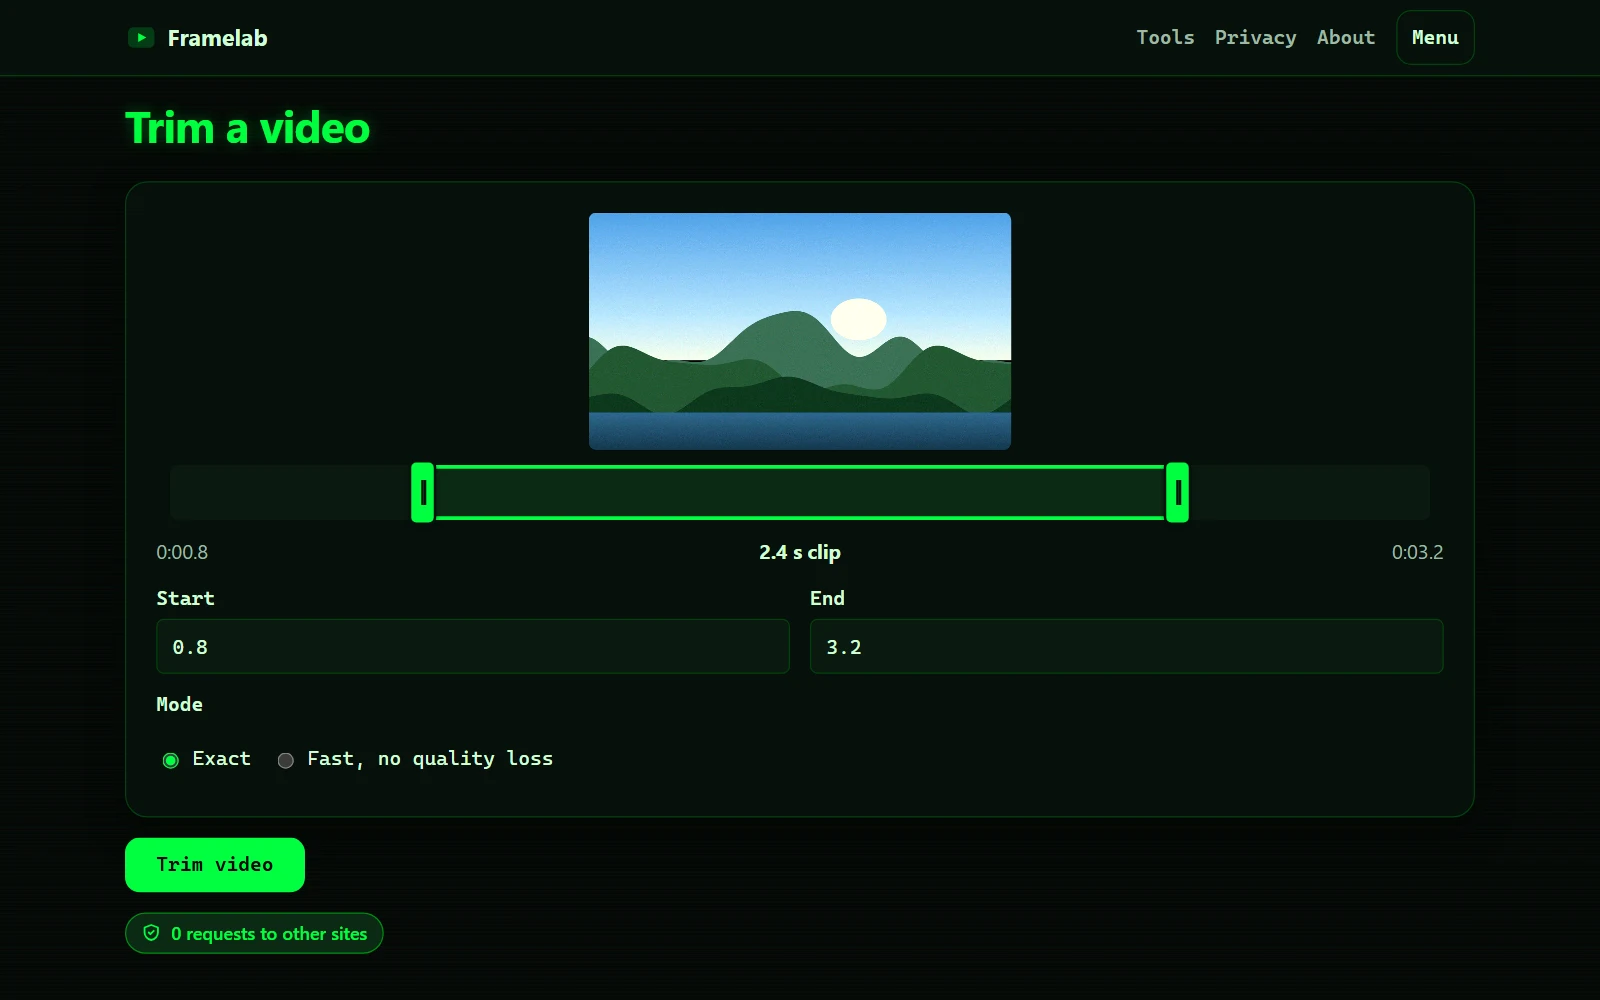 Framelab
Tools Privacy About Menu
Trim a video
0:00.8 2.4 s clip 0:03.2
Start End
0.8 3.2
Mode
Exact Fast, no quality loss
Trim video
0 requests to other sites